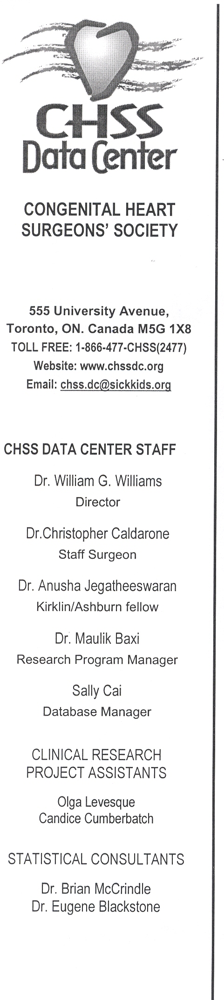 CHSS
Data Center
CONGENITAL HEART
SURGEONS' SOCIETY
555 University Avenue,
Toronto, ON. Canada M5G 1X8
TOLL FREE: 1-866-477-CHSS(2477)
Website: www.chssdc.org
Email: chss.dc@sickkids.org
CHSS DATA CENTER STAFF
Dr. William G. Williams
Director
Dr.Christopher Caldarone
Staff Surgeon
Dr. Anusha Jegatheeswaran
Kirklin/Ashburn fellow
Dr. Maulik Baxi
Research Program Manager
Sally Cai
Database Manager
CLINICAL RESEARCH
PROJECT ASSISTANTS
Olga Levesque
Candice Cumberbatch
STATISTICAL CONSULTANTS
Dr. Brian McCrindle
Dr. Eugene Blackstone